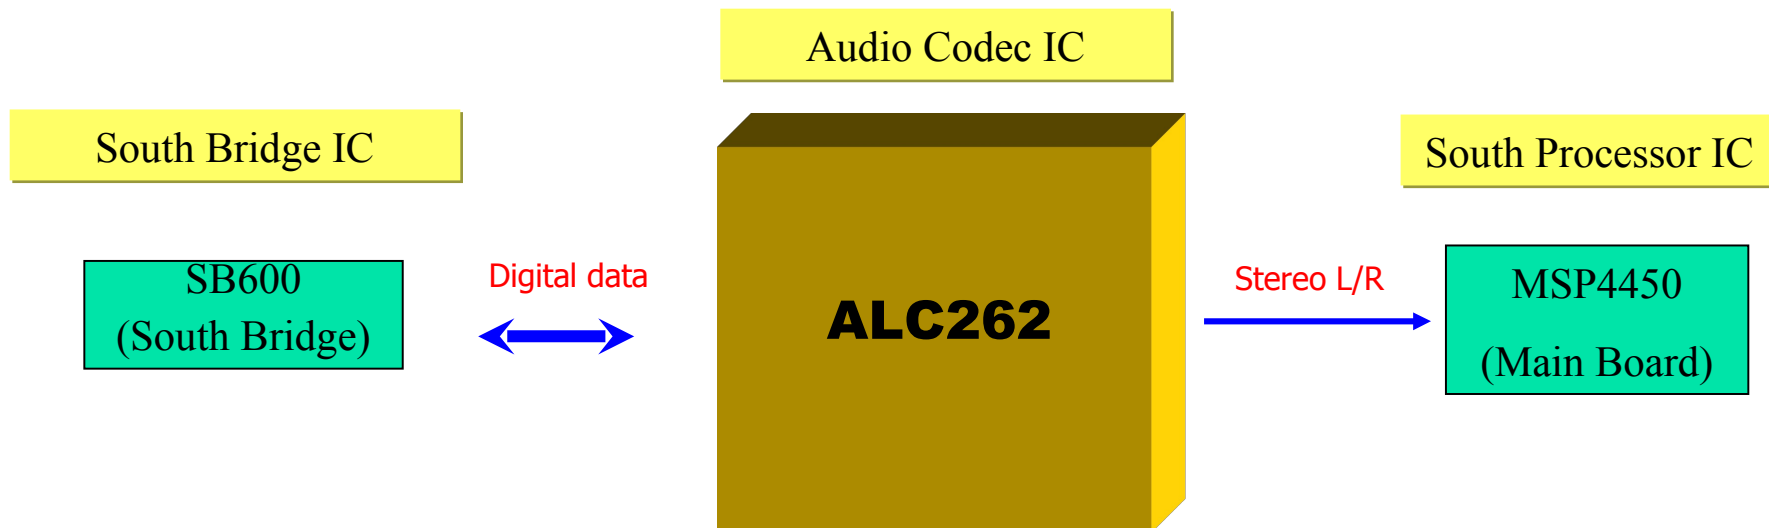 Audio Codec IC
South Bridge IC
South Processor IC
SB600
(South Bridge)
Digital data
ALC262
Stereo L/R
MSP4450
(Main Board)